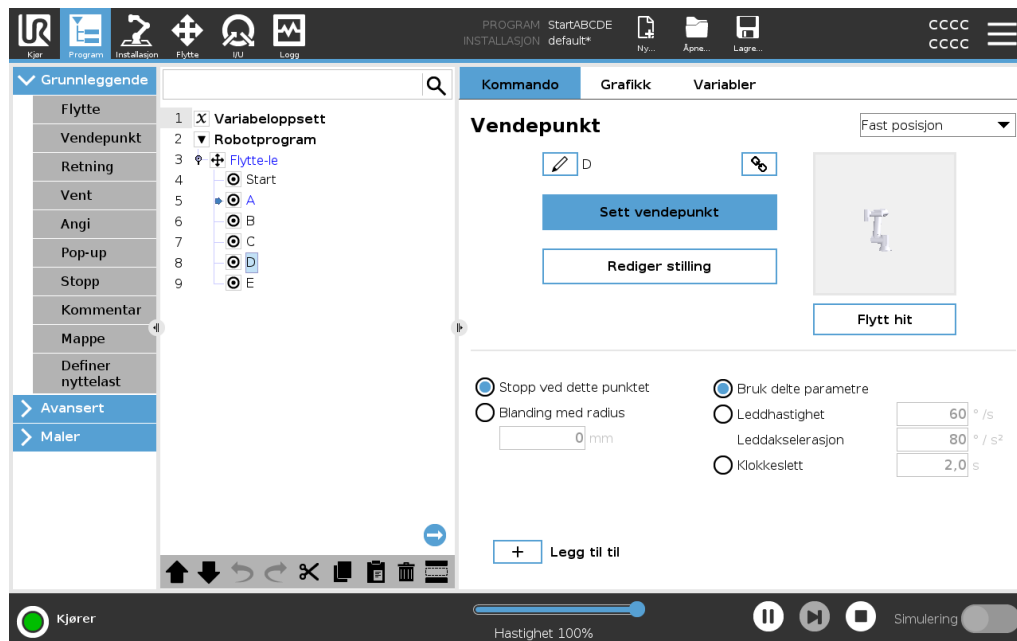 UR
Kjør
Program
Installasjon
Flytte
I/U
Logg
PROGRAM StartABCDE
INSTALLASJON default*
Ny...
Åpne...
Lagre...
CCCC
CCCC
Grunnleggende
Flytte
Vendepunkt
Retning
Vent
Angi
Pop-up
Stopp
Kommentar
Mappe
Definer
nyttelast
Avansert
Maler
1 X Variabeloppsett
2 Robotprogram
3 Flytte-le
4 Start
5 A
6 B
7 C
8 D
9 E
Kommando
Grafikk
Variabler
Vendepunkt
Fast posisjon
D
Sett vendepunkt
Rediger stilling
Flytt hit
Stopp ved dette punktet
Blanding med radius
0 mm
Bruk delte parametre
Leddhastighet 60 ° /s
Leddakselerasjon 80 ° / s²
Klokkeslett 2,0 s
+ Legg til til
Kjører
Hastighet 100%
Simulering